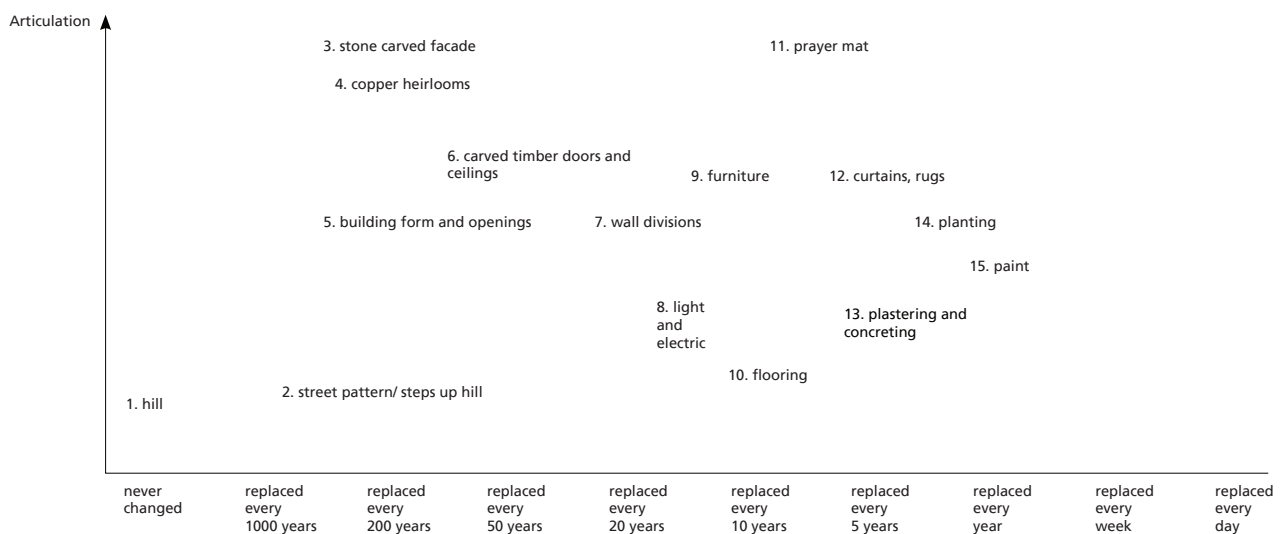 Articulation
3. stone carved facade
11. prayer mat
4. copper heirlooms
6. carved timber doors and
ceilings
9. furniture
12. curtains, rugs
5. building form and openings
7. wall divisions
14. planting
15. paint
8. light
and
electric
13. plastering and
concreting
10. flooring
2. street pattern/ steps up hill
1. hill
never
changed
replaced
every
1000 years
replaced
every
200 years
replaced
every
50 years
replaced
every
20 years
replaced
every
10 years
replaced
every
5 years
replaced
every
year
replaced
every
week
replaced
every
day